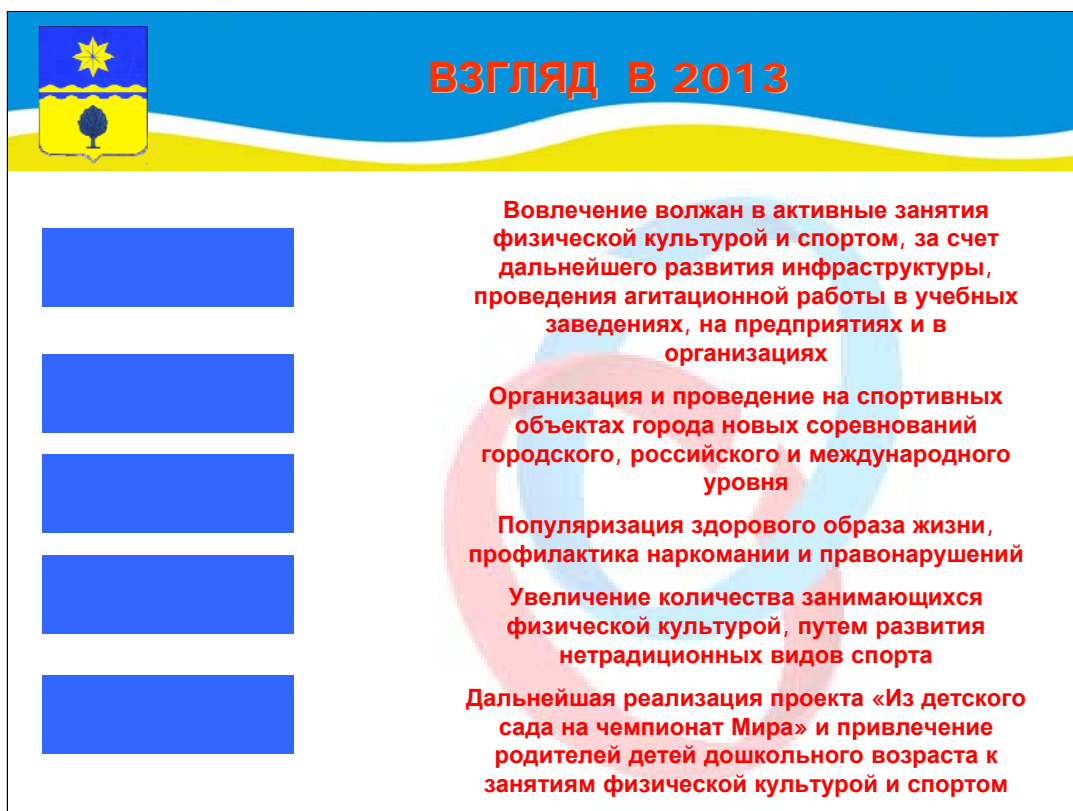 ВЗГЛЯД В 2013
Вовлечение волжан в активные занятия
физической культурой и спортом, за счет
дальнейшего развития инфраструктуры,
проведения агитационной работы в учебных
заведениях, на предприятиях и в
организациях
Организация и проведение на спортивных
объектах города новых соревнований
городского, российского и международного
уровня
Популяризация здорового образа жизни,
профилактика наркомании и правонарушений
Увеличение количества занимающихся
физической культурой, путем развития
нетрадиционных видов спорта
Дальнейшая реализация проекта «Из детского
сада на чемпионат Мира» и привлечение
родителей детей дошкольного возраста к
занятиям физической культурой и спортом